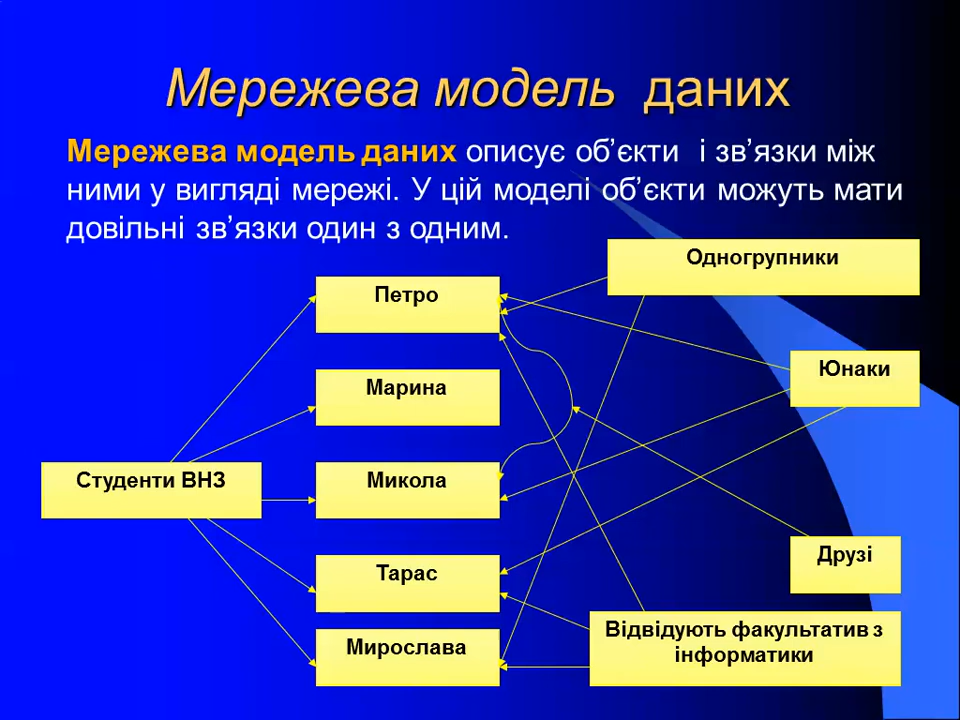 Мережева модель даних
Мережева модель даних описує об’єкти і зв’язки між
ними у вигляді мережі. У цій моделі об’єкти можуть мати
довільні зв’язки один з одним.
Одногрупники
Петро
Юнаки
Марина
Студенти ВНЗ
Микола
Друзі
Тарас
Відвідують факультатив з
інформатики
Мирослава